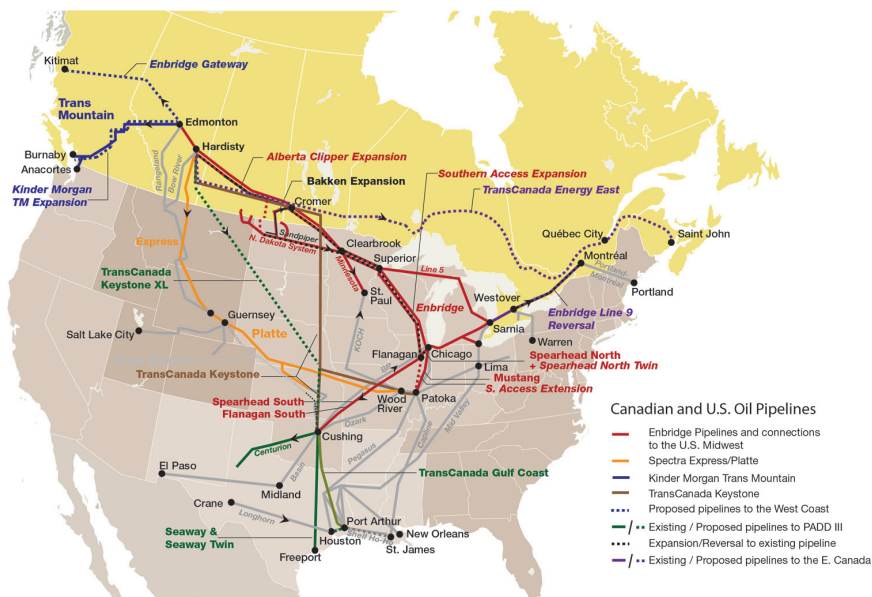 Kitimat
Enbridge Gateway
Trans
Mountain
Edmonton
Hardisty
Burnaby
Anacortes
Rangeland
Bow River
Kinder Morgan
TM Expansion
Alberta Clipper Expansion
Southern Access Expansion
Bakken Expansion
TransCanada Energy East
Cromer
Sandpiper
N. Dakota System
Clearbrook
Superior
Minnesota
Line 5
Québec City
Saint John
Montréal
Portland-
Montréal
Portland
Express
TransCanada
Keystone XL
St.
Paul
Enbridge
Westover
Sarnia
Enbridge Line 9
Reversal
Guernsey
Salt Lake City
Platte
KOCH
Flanagan
Chicago
Warren
BP
Lima
Spearhead North
+ Spearhead North Twin
Mustang
S. Access Extension
TransCanada Keystone
Wood
River
Patoka
Spearhead South
Flanagan South
Ozark
Mid Valley
Capline
Pegasus
Cushing
Centurion
Basin
TransCanada Gulf Coast
El Paso
Midland
Crane
Longhorn
Port Arthur
Houston
Shell Ho-Ho
New Orleans
St. James
Seaway &
Seaway Twin
Freeport
Canadian and U.S. Oil Pipelines
Enbridge Pipelines and connections
to the U.S. Midwest
Spectra Express/Platte
Kinder Morgan Trans Mountain
TransCanada Keystone
Proposed pipelines to the West Coast
Existing / Proposed pipelines to PADD III
Expansion/Reversal to existing pipeline
Existing / Proposed pipelines to the E. Canada